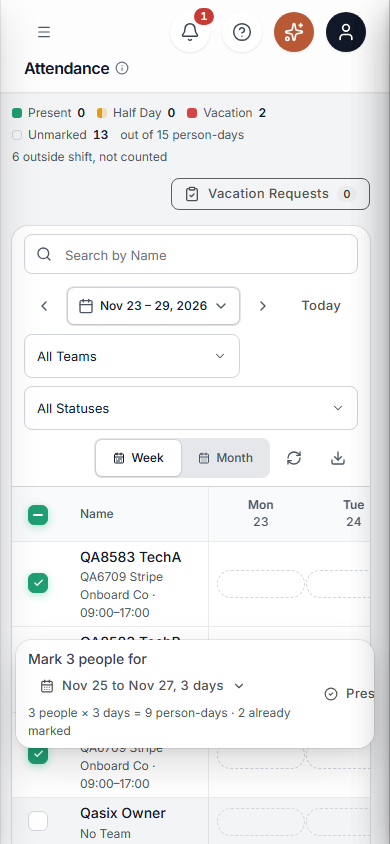 1
Attendance
Present 0 Half Day 0 Vacation 2
Unmarked 13 out of 15 person-days
6 outside shift, not counted
Vacation Requests 0
Search by Name
Nov 23 – 29, 2026 Today
All Teams
All Statuses
Week Month
Name Mon 23 Tue 24
QA8583 TechA
QA6709 Stripe
Onboard Co ·
09:00–17:00
QA8583 TechB
Mark 3 people for
Nov 25 to Nov 27, 3 days Pres
3 people × 3 days = 9 person-days · 2 already
marked
QA6709 Stripe
Onboard Co ·
09:00–17:00
Qasix Owner
No Team